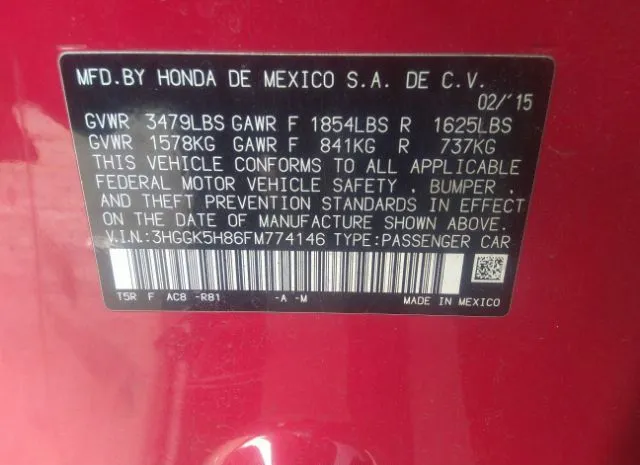 MFD.BY HONDA DE MEXICO S.A. DE C.V.
02/'15
GVWR 3479LBS GAWR F 1854LBS R 1625LBS
GVWR 1578KG GAWR F 841KG R 737KG
THIS VEHICLE CONFORMS TO ALL APPLICABLE
FEDERAL MOTOR VEHICLE SAFETY , BUMPER ,
AND THEFT PREVENTION STANDARDS IN EFFECT
ON THE DATE OF MANUFACTURE SHOWN ABOVE.
V.I.N.:3HGGK5H86FM774146 TYPE:PASSENGER CAR
T5R F AC8 -R81 -A -M MADE IN MEXICO